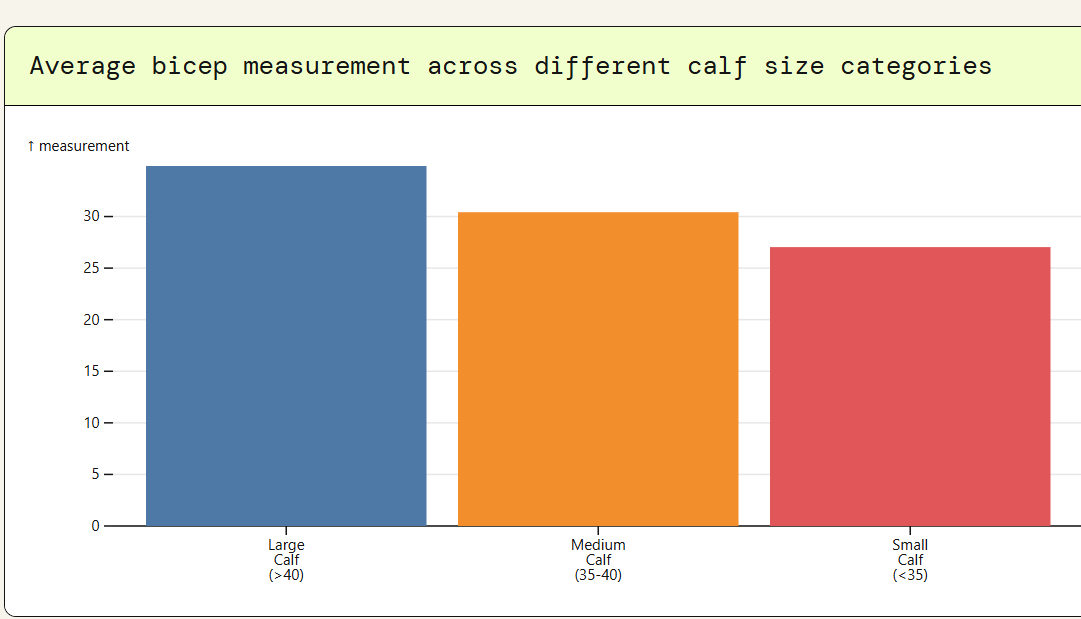 Average bicep measurement across different calf size categories
↑ measurement
30
25
20
15
10
5
0
Large
Calf
(>40)
Medium
Calf
(35-40)
Small
Calf
(<35)